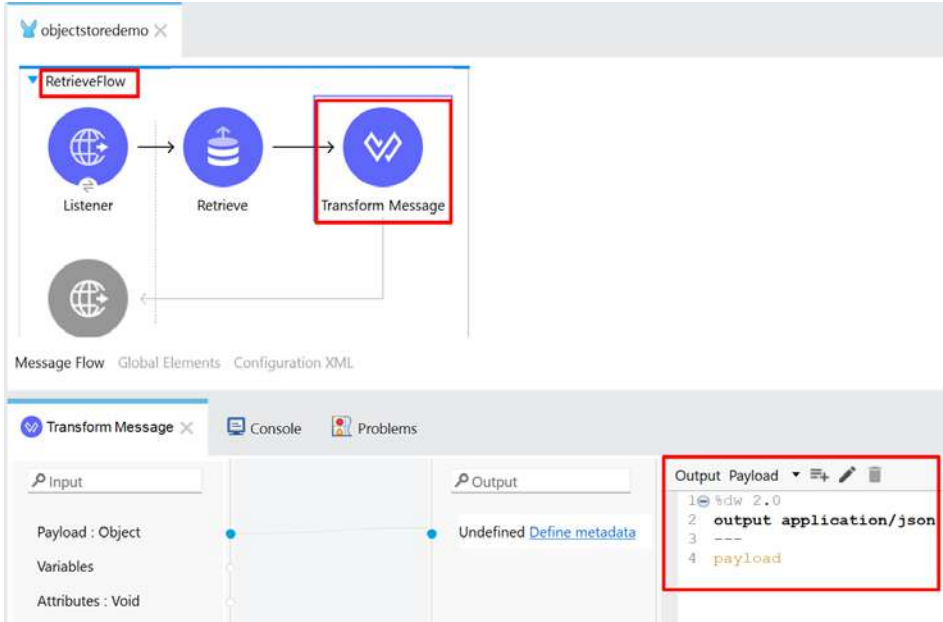 objectstoredemo
RetrieveFlow
Listener
Retrieve
Transform Message
Message Flow Global Elements Configuration XML
Transform Message Console Problems
Input
Output
Output Payload
Payload : Object
Undefined Define metadata
Variables
Attributes : Void
1 %dw 2.0
2 output application/json
3 ---
4 payload